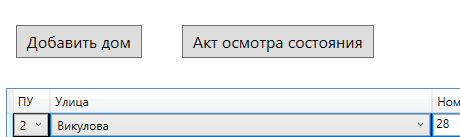 Добавить дом Акт осмотра состояния
ПУ Улица Ном
2 Викулова 28